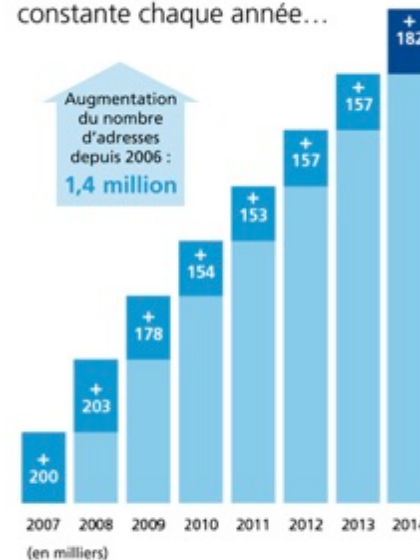 constante chaque année...
Augmentation
du nombre
d'adresses
depuis 2006 :
1,4 million
+
182
+
157
+
157
+
153
+
154
+
178
+
203
+
200
2007 2008 2009 2010 2011 2012 2013 2014
(en milliers)